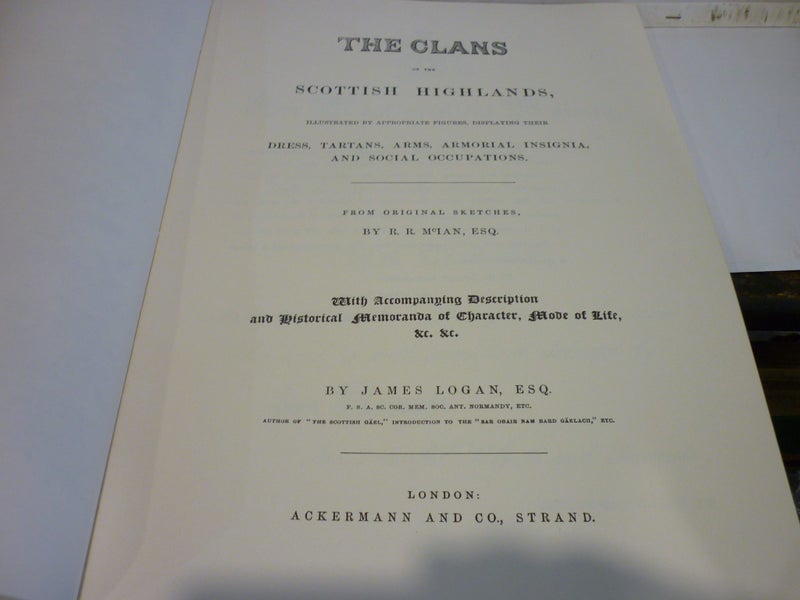 THE CLANS
OF THE
SCOTTISH HIGHLANDS,
ILLUSTRATED BY APPROPRIATE FIGURES, DISPLAYING THEIR
DRESS, TARTANS, ARMS, ARMORIAL INSIGNIA,
AND SOCIAL OCCUPATIONS.
FROM ORIGINAL SKETCHES,
BY R. R. McIAN, ESQ.
With Accompanying Description
and Historical Memoranda of Character, Mode of Life,
&c. &c.
BY JAMES LOGAN, ESQ.
F. S. A. SC. COR. MEM. SOC. ANT. NORMANDY, ETC.
AUTHOR OF "THE SCOTTISH GÄEL," INTRODUCTION TO THE "SAR OBAIR NAM BARD GÄELACH," ETC.
LONDON:
ACKERMANN AND CO., STRAND.